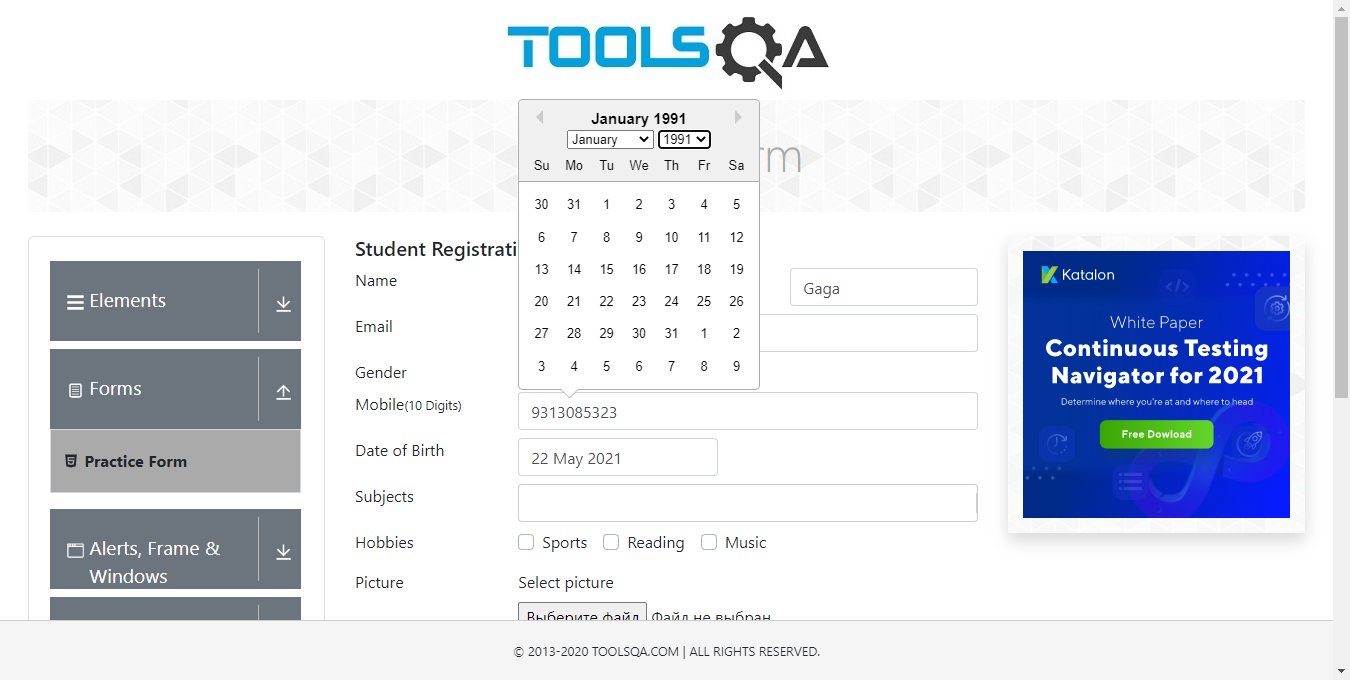 TOOLSQA
January 1991
January 1991
rm
Su Mo Tu We Th Fr Sa
30 31 1 2 3 4 5
6 7 8 9 10 11 12
13 14 15 16 17 18 19
20 21 22 23 24 25 26
27 28 29 30 31 1 2
3 4 5 6 7 8 9
Elements
Forms
Practice Form
Alerts, Frame &
Windows
Student Registrati
Name
Gaga
Email
Gender
Mobile(10 Digits)
9313085323
Date of Birth
22 May 2021
Subjects
Hobbies
Sports Reading Music
Picture
Select picture
Выберите файл Файл не выбран
Katalon
White Paper
Continuous Testing
Navigator for 2021
Determine where you're at and where to head
Free Dowload
© 2013-2020 TOOLSQA.COM | ALL RIGHTS RESERVED.